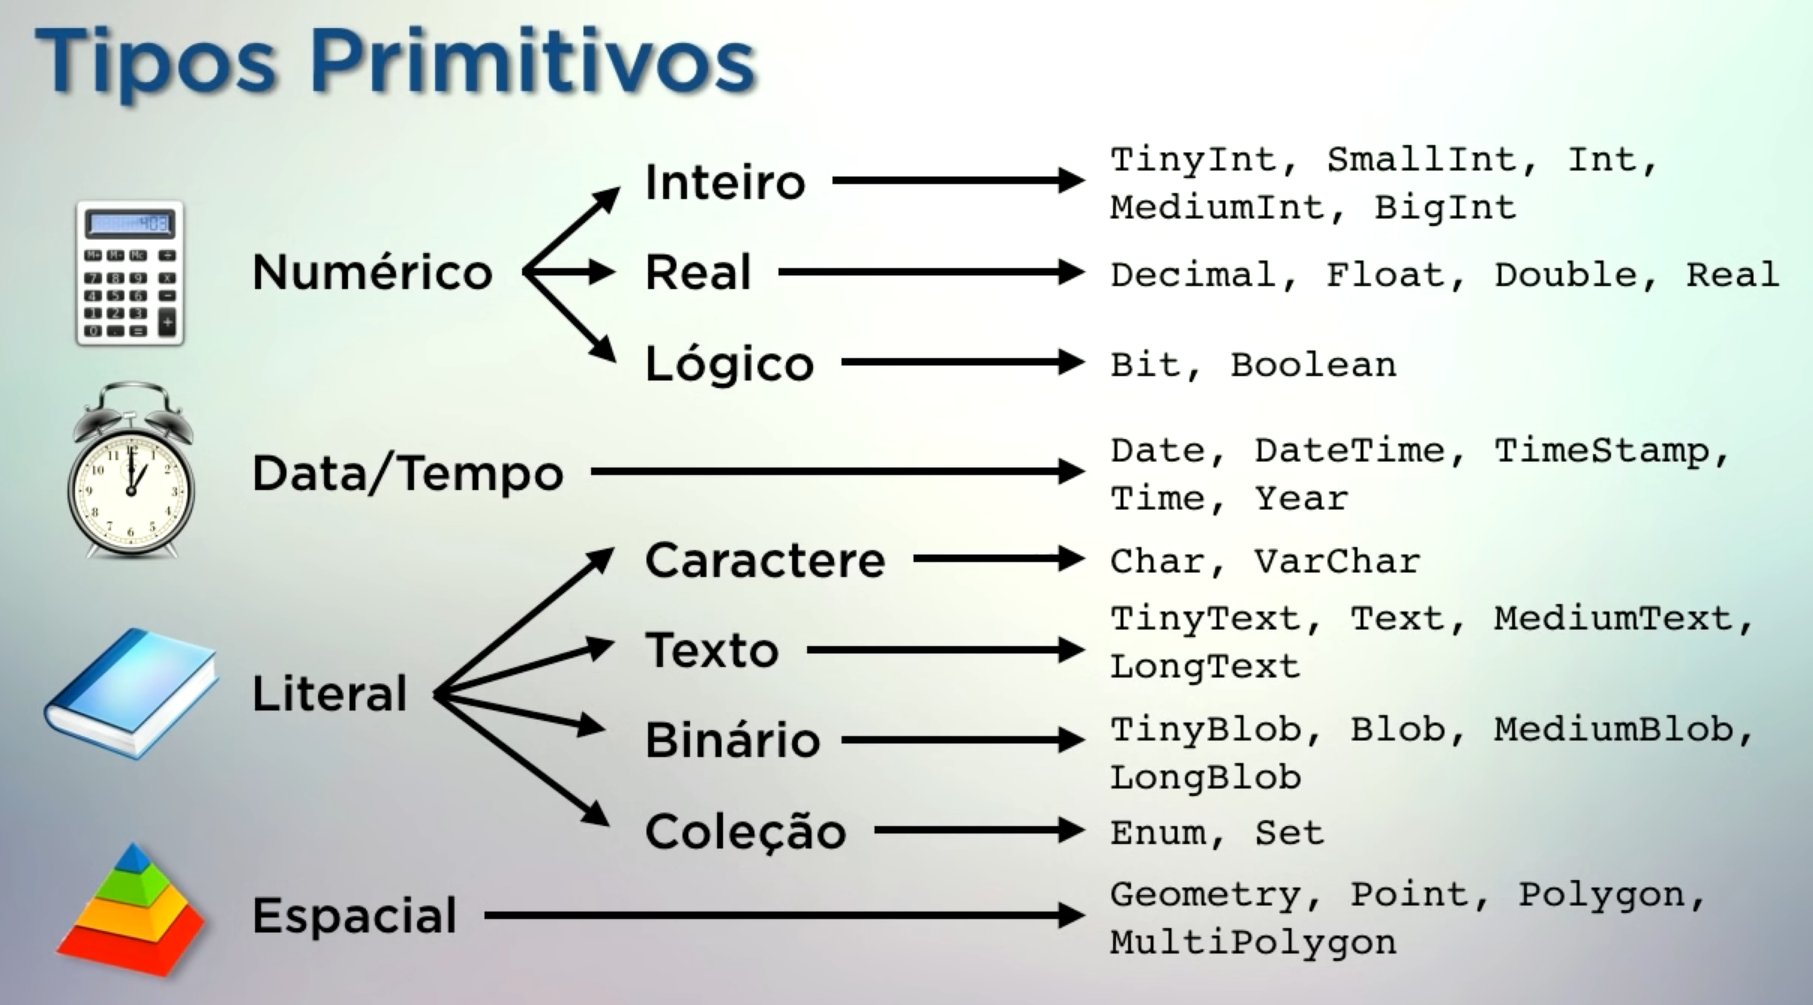 Tipos Primitivos
Numérico
Inteiro
TinyInt, SmallInt, Int,
MediumInt, BigInt
Real
Decimal, Float, Double, Real
Lógico
Bit, Boolean
Data/Tempo
Date, DateTime, TimeStamp,
Time, Year
Literal
Caractere
Char, VarChar
Texto
TinyText, Text, MediumText,
LongText
Binário
TinyBlob, Blob, MediumBlob,
LongBlob
Coleção
Enum, Set
Espacial
Geometry, Point, Polygon,
MultiPolygon